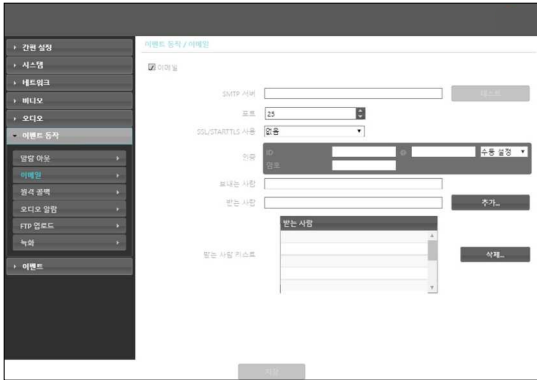 간편 설정
시스템
네트워크
비디오
오디오
이벤트 동작
알람 아웃
이메일
원격 콜백
오디오 알람
FTP 업로드
녹화
이벤트
이벤트 동작 / 이메일
이메일
SMTP 서버
테스트
포트 25
SSL/STARTTLS 사용 없음
인증
ID @ 수동 설정
암호
보내는 사람
받는 사람 추가...
받는 사람 리스트
받는 사람
삭제...
저장